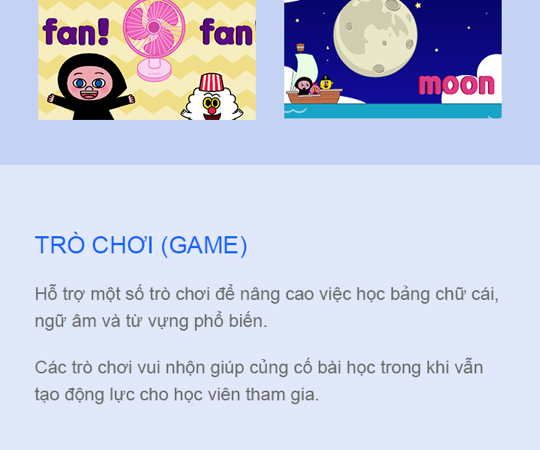 fan! fan!
moon
TRÒ CHƠI (GAME)
Hỗ trợ một số trò chơi để nâng cao việc học bảng chữ cái,
ngữ âm và từ vựng phổ biến.
Các trò chơi vui nhộn giúp củng cố bài học trong khi vẫn
tạo động lực cho học viên tham gia.